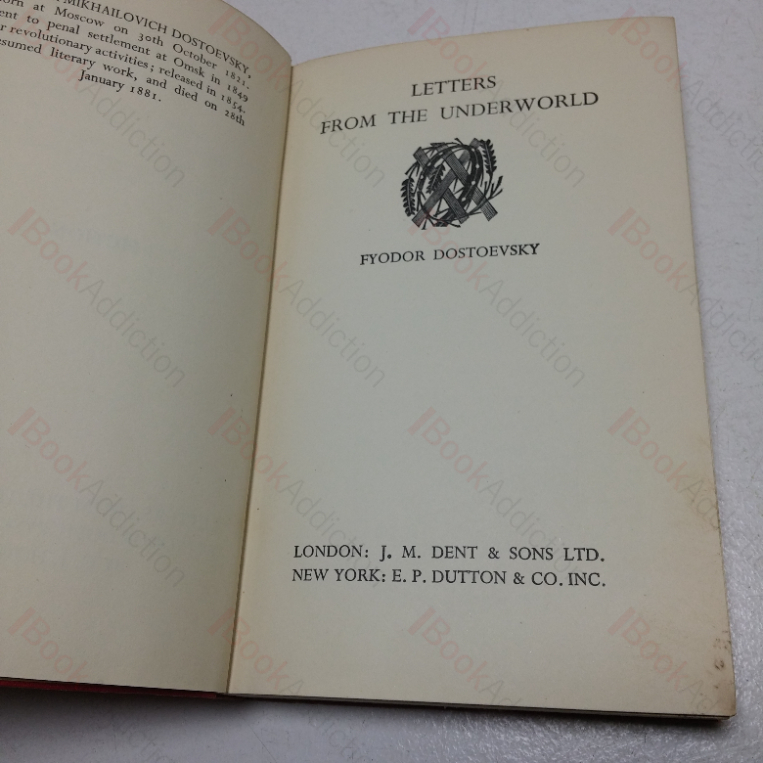 MIKHAILOVICH DOSTOEVSKY,
at Moscow on 30th October 1821.
to penal settlement at Omsk in 1849
revolutionary activities; released in 1854.
literary work, and died on 28th
January 1881.
LETTERS
FROM THE UNDERWORLD
FYODOR DOSTOEVSKY
LONDON: J. M. DENT & SONS LTD.
NEW YORK: E. P. DUTTON & CO. INC.
BookAddiction